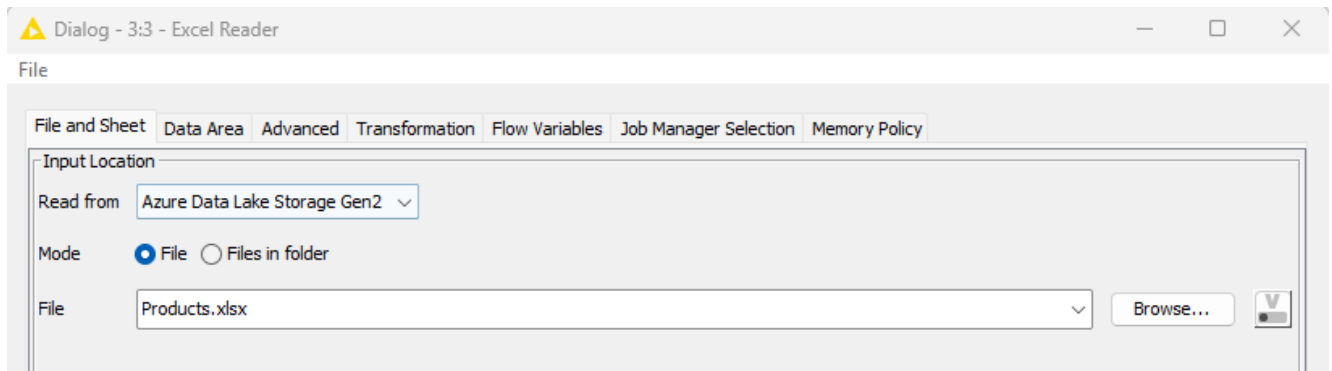 Dialog - 3:3 - Excel Reader
File
File and Sheet Data Area Advanced Transformation Flow Variables Job Manager Selection Memory Policy
Input Location
Read from Azure Data Lake Storage Gen2
Mode File Files in folder
File Products.xlsx Browse... V